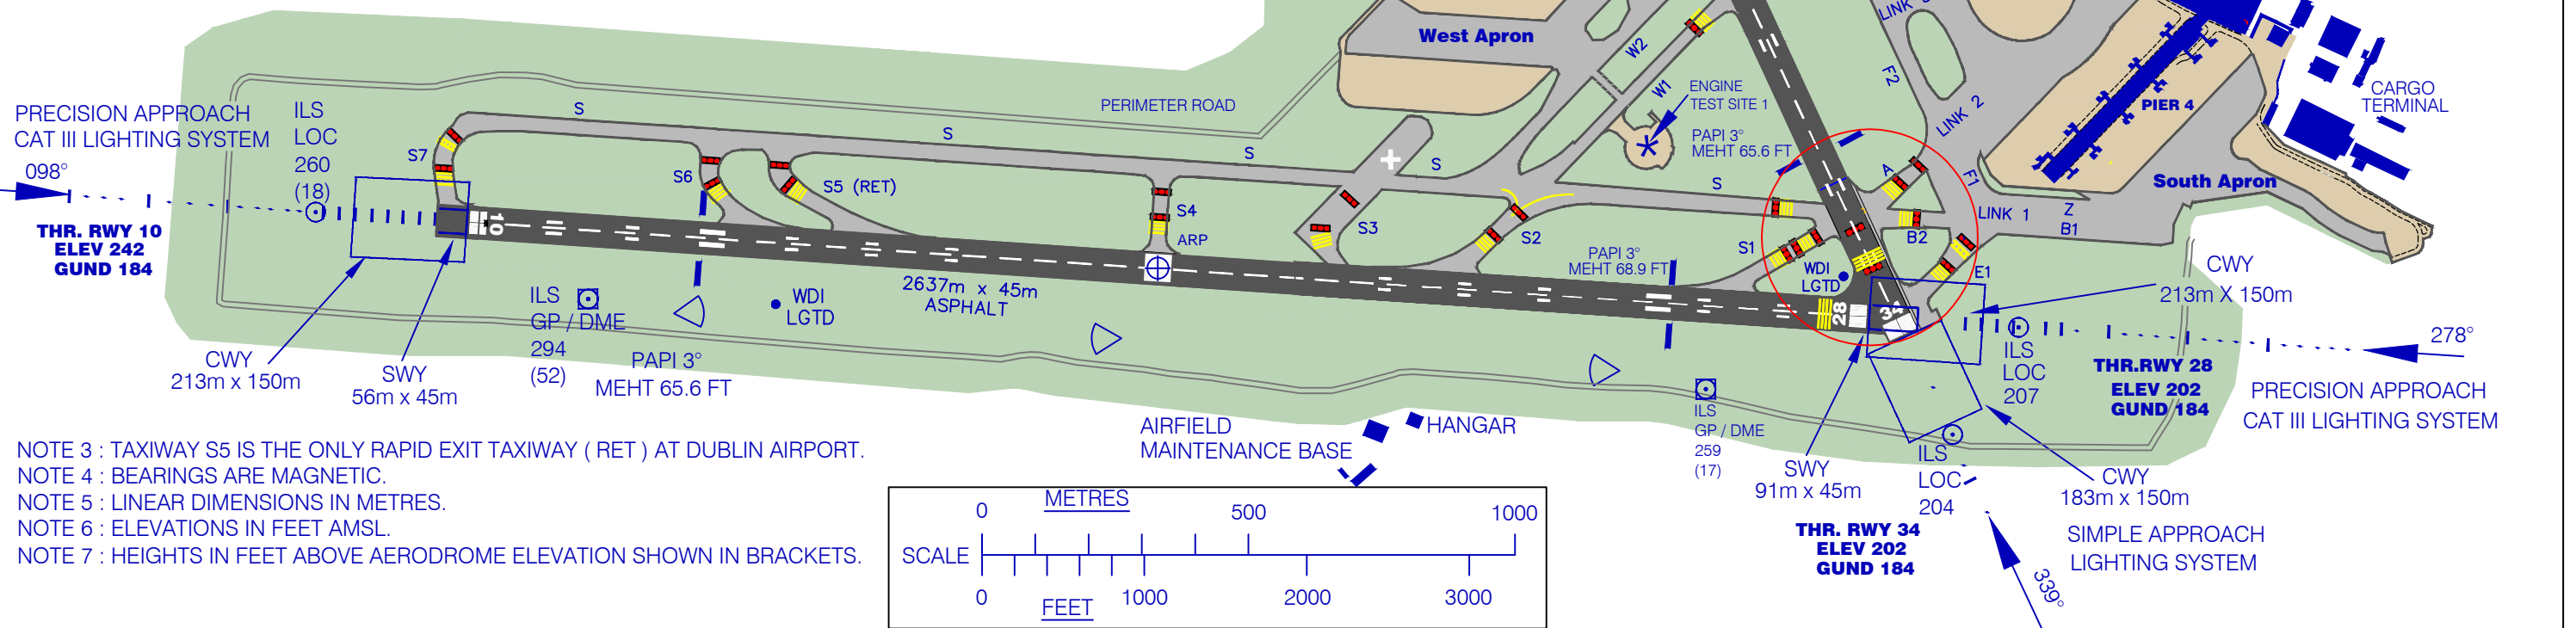 West Apron
W2
W1
ENGINE
TEST SITE 1
PAPI 3°
MEHT 65.6 FT
F2
LINK 2
PIER 4
CARGO
TERMINAL
PERIMETER ROAD
PRECISION APPROACH
CAT III LIGHTING SYSTEM
098°
ILS
LOC
260
(18)
S
S
S
S
S
S7
S6
S5 (RET)
S4
ARP
S3
S2
S1
A
F1
South Apron
LINK 1
Z
B1
B2
E1
THR. RWY 10
ELEV 242
GUND 184
10
2637m x 45m
ASPHALT
PAPI 3°
MEHT 68.9 FT
WDI
LGTD
28
34
CWY
213m X 150m
278°
ILS
GP / DME
294
(52)
WDI
LGTD
PAPI 3°
MEHT 65.6 FT
CWY
213m x 150m
SWY
56m x 45m
ILS
LOC
207
THR.RWY 28
ELEV 202
GUND 184
PRECISION APPROACH
CAT III LIGHTING SYSTEM
AIRFIELD
MAINTENANCE BASE
HANGAR
ILS
GP / DME
259
(17)
SWY
91m x 45m
ILS
LOC
204
CWY
183m x 150m
SIMPLE APPROACH
LIGHTING SYSTEM
THR. RWY 34
ELEV 202
GUND 184
339°
NOTE 3 : TAXIWAY S5 IS THE ONLY RAPID EXIT TAXIWAY ( RET ) AT DUBLIN AIRPORT.
NOTE 4 : BEARINGS ARE MAGNETIC.
NOTE 5 : LINEAR DIMENSIONS IN METRES.
NOTE 6 : ELEVATIONS IN FEET AMSL.
NOTE 7 : HEIGHTS IN FEET ABOVE AERODROME ELEVATION SHOWN IN BRACKETS.
METRES
0 500 1000
SCALE
0 1000 2000 3000
FEET